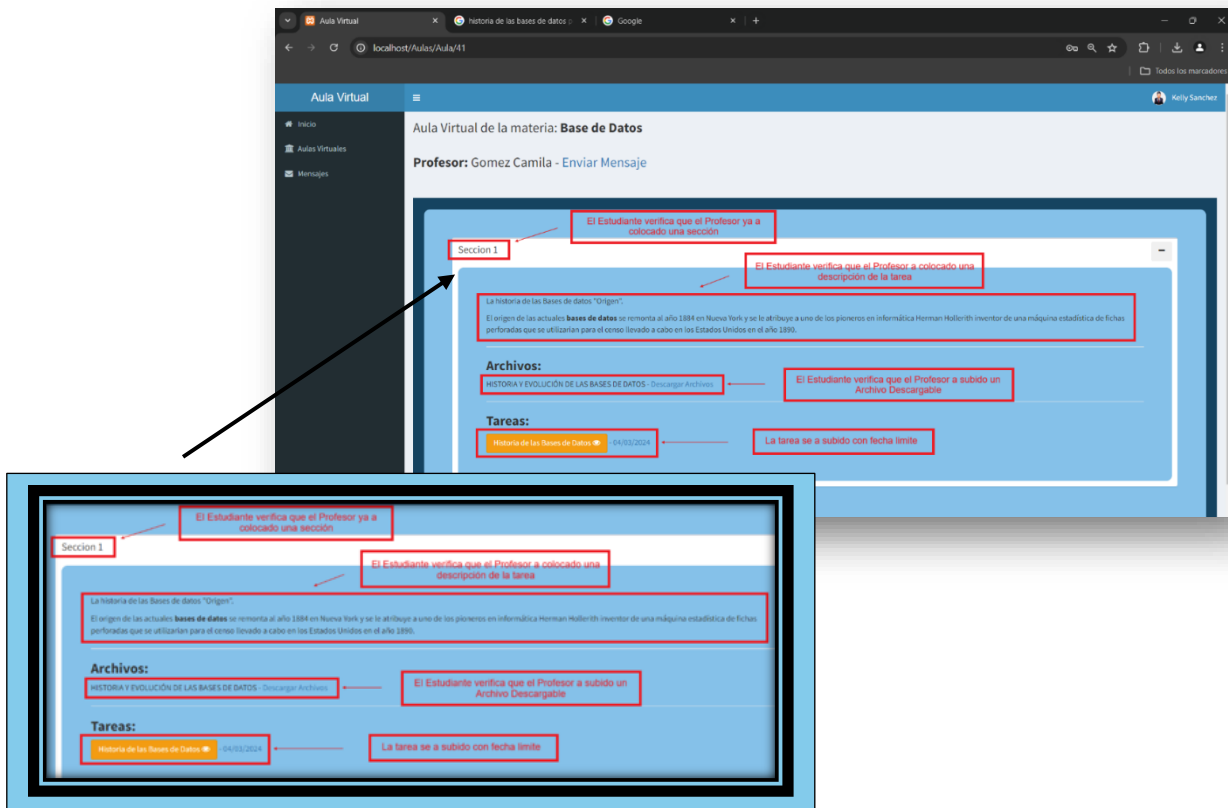 Aula Virtual
historia de las bases de datos p
Google
localhost/Aulas/Aula/41
Todos los marcadores
Aula Virtual
Kelly Sanchez
Inicio
Aulas Virtuales
Mensajes
Aula Virtual de la materia: Base de Datos
Profesor: Gomez Camila - Enviar Mensaje
El Estudiante verifica que el Profesor ya a
colocado una sección
Seccion 1
El Estudiante verifica que el Profesor a colocado una
descripción de la tarea
La historia de las Bases de datos "Origen".
El origen de las actuales bases de datos se remonta al año 1884 en Nueva York y se le atribuye a uno de los pioneros en informática Herman Hollerith inventor de una máquina estadística de fichas
perforadas que se utilizarian para el censo llevado a cabo en los Estados Unidos en el año 1890.
Archivos:
HISTORIA Y EVOLUCIÓN DE LAS BASES DE DATOS - Descargar Archivos
El Estudiante verifica que el Profesor a subido un
Archivo Descargable
Tareas:
Historia de las Bases de Datos - 04/03/2024
La tarea se a subido con fecha limite
El Estudiante verifica que el Profesor ya a
colocado una sección
Seccion 1
El Estudiante verifica que el Profesor a colocado una
descripción de la tarea
La historia de las Bases de datos "Origen".
El origen de las actuales bases de datos se remonta al año 1884 en Nueva York y se le atribuye a uno de los pioneros en informática Herman Hollerith inventor de una máquina estadística de fichas
perforadas que se utilizarian para el censo llevado a cabo en los Estados Unidos en el año 1890.
Archivos:
HISTORIA Y EVOLUCIÓN DE LAS BASES DE DATOS - Descargar Archivos
El Estudiante verifica que el Profesor a subido un
Archivo Descargable
Tareas:
Historia de las Bases de Datos - 04/03/2024
La tarea se a subido con fecha limite